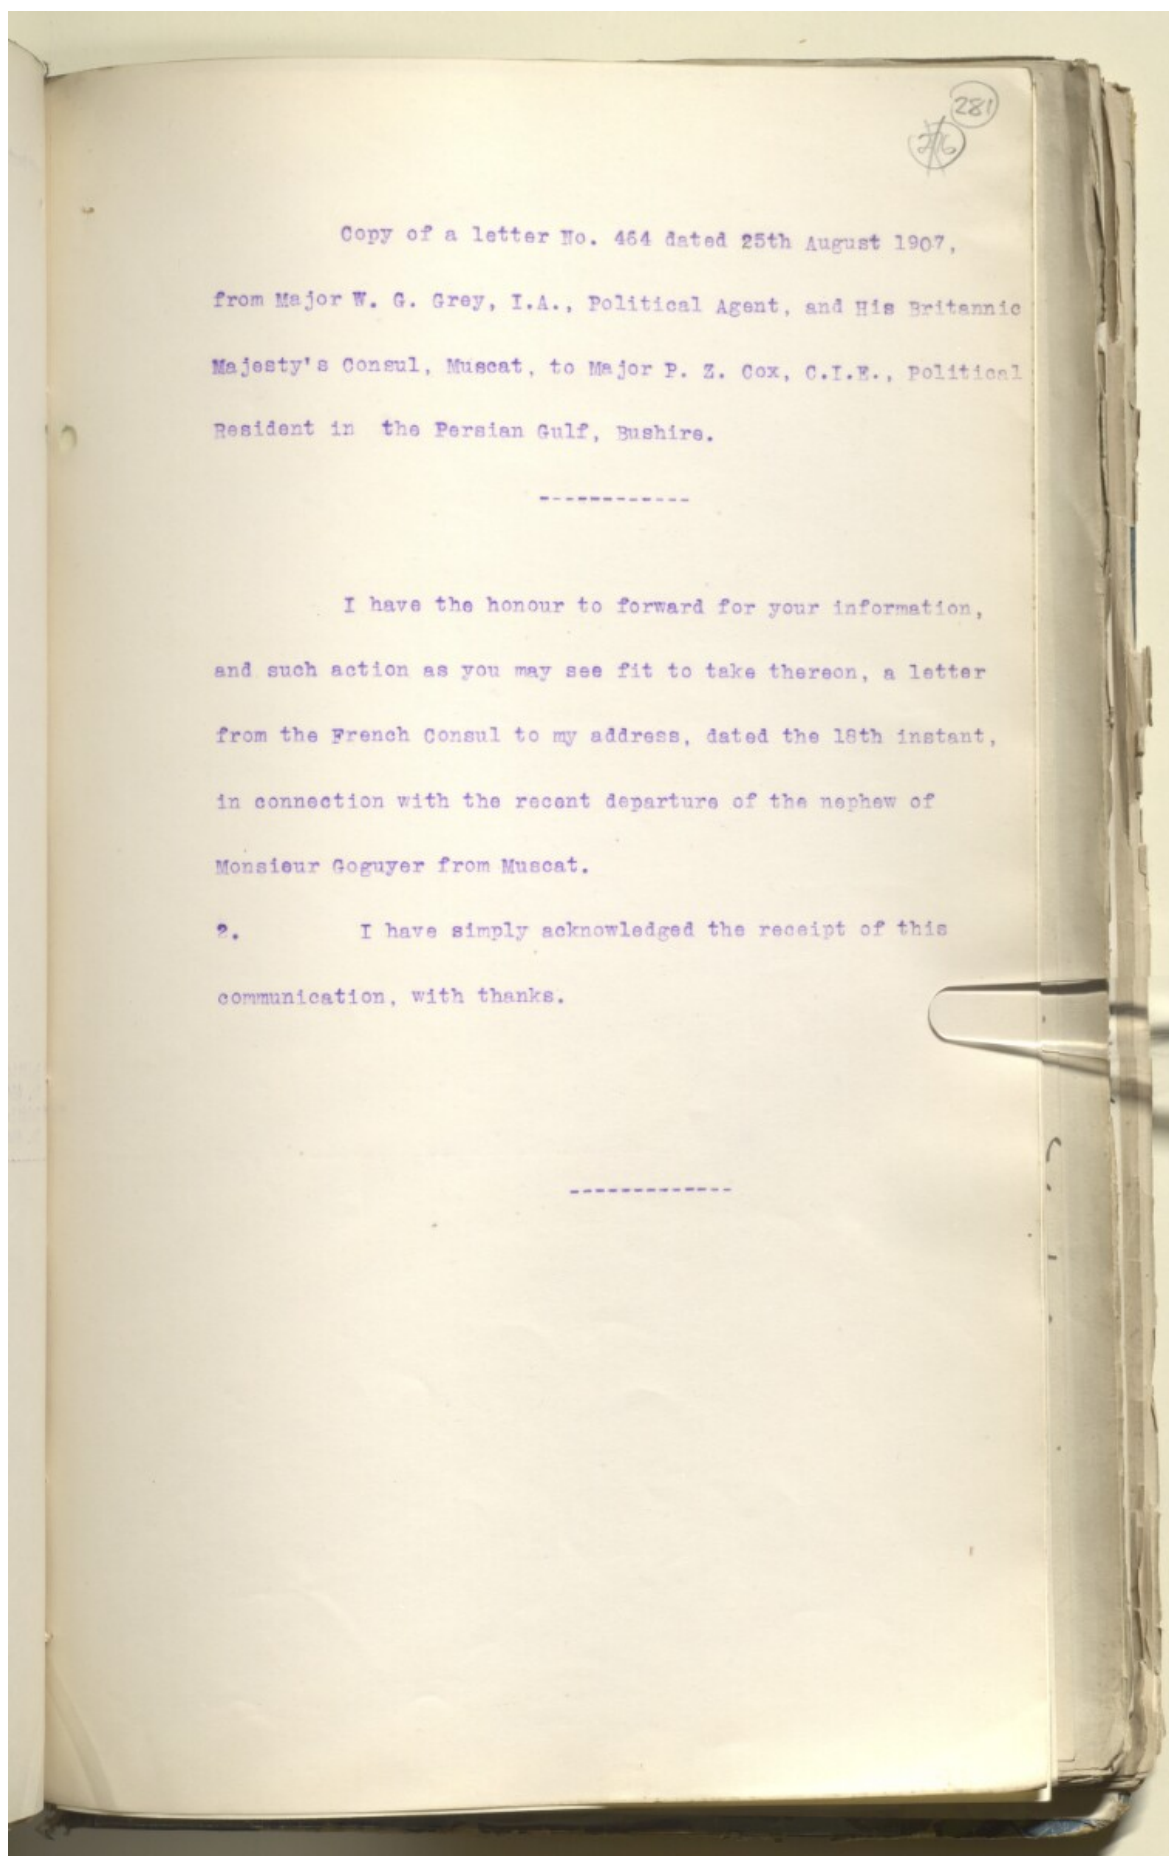 281
216
Copy of a letter No. 464 dated 25th August 1907,
from Major W. G. Grey, I.A., Political Agent, and His Britannic
Majesty's Consul, Muscat, to Major P. Z. Cox, C.I.E., Political
Resident in the Persian Gulf, Bushire.
------------
I have the honour to forward for your information,
and such action as you may see fit to take thereon, a letter
from the French Consul to my address, dated the 18th instant,
in connection with the recent departure of the nephew of
Monsieur Goguyer from Muscat.
2. I have simply acknowledged the receipt of this
communication, with thanks.
-------------